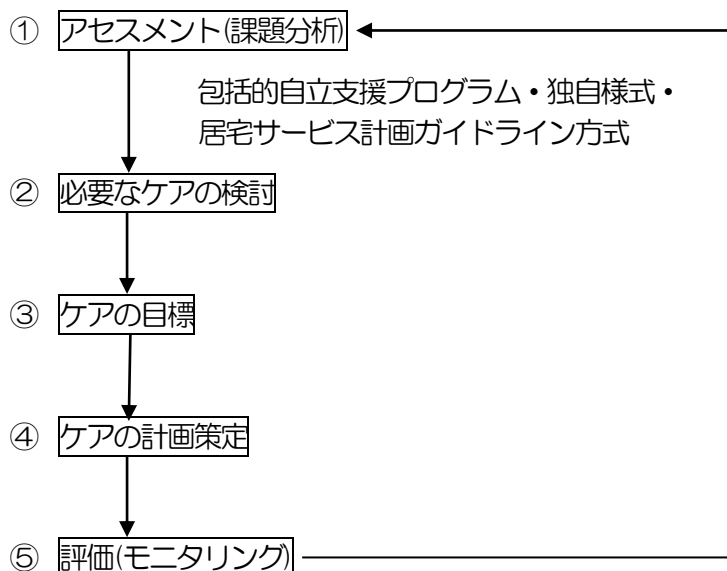 ① アセスメント(課題分析)
包括的自立支援プログラム・独自様式・
居宅サービス計画ガイドライン方式
② 必要なケアの検討
③ ケアの目標
④ ケアの計画策定
⑤ 評価(モニタリング)